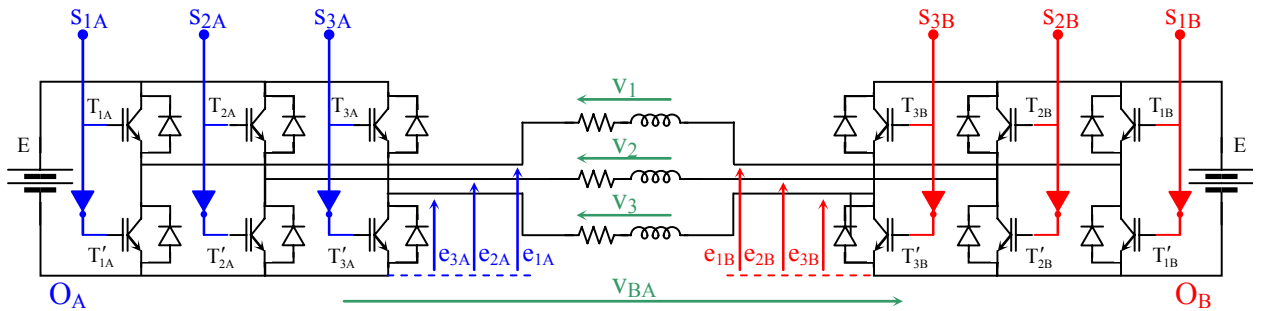 s1A s2A s3A s3B s2B s1B
v1
T1A T2A T3A T3B T2B T1B
E v2 E
v3
T'1A T'2A T'3A e3A e2A e1A e1B e2B e3B T'3B T'2B T'1B
OA vBA OB